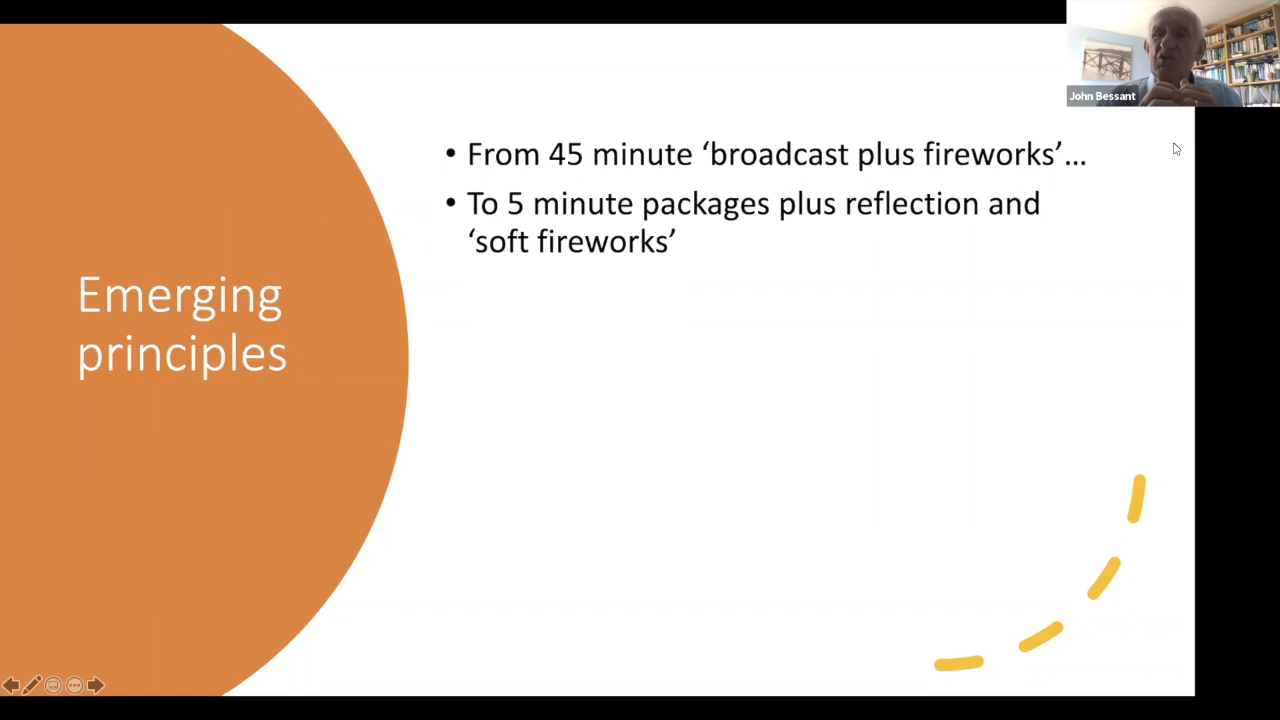 John Bessant
• From 45 minute ‘broadcast plus fireworks’...
• To 5 minute packages plus reflection and
‘soft fireworks’
Emerging
principles